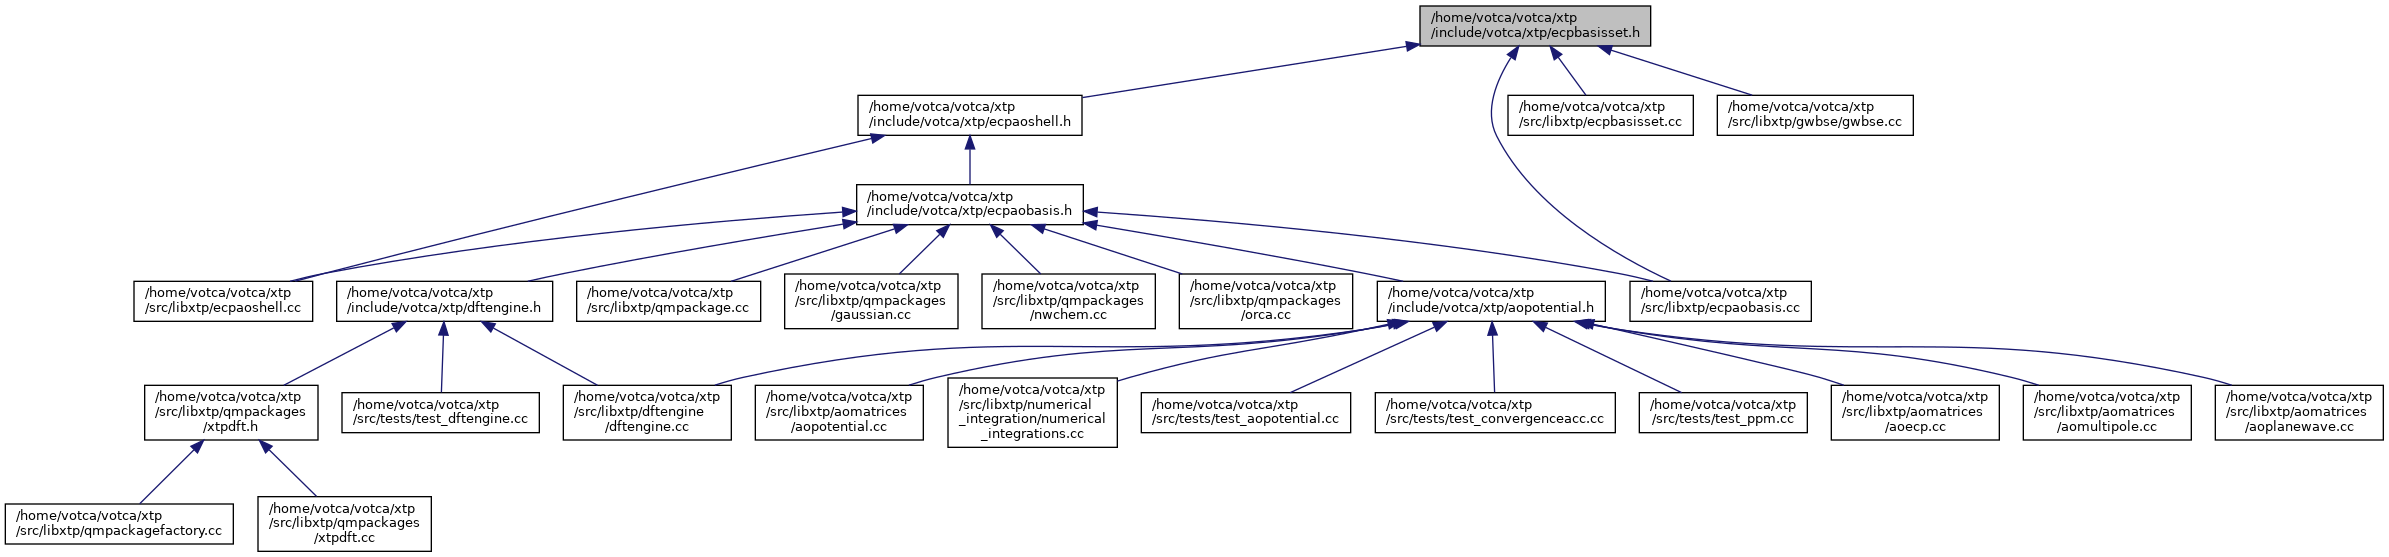 /home/votca/votca/xtp
/include/votca/xtp/ecpbasisset.h
/home/votca/votca/xtp
/include/votca/xtp/ecpaoshell.h
/home/votca/votca/xtp
/src/libxtp/ecpbasisset.cc
/home/votca/votca/xtp
/src/libxtp/gwbse/gwbse.cc
/home/votca/votca/xtp
/include/votca/xtp/ecpaobasis.h
/home/votca/votca/xtp
/src/libxtp/ecpaoshell.cc
/home/votca/votca/xtp
/include/votca/xtp/dftengine.h
/home/votca/votca/xtp
/src/libxtp/qmpackage.cc
/home/votca/votca/xtp
/src/libxtp/qmpackages
/gaussian.cc
/home/votca/votca/xtp
/src/libxtp/qmpackages
/nwchem.cc
/home/votca/votca/xtp
/src/libxtp/qmpackages
/orca.cc
/home/votca/votca/xtp
/include/votca/xtp/aopotential.h
/home/votca/votca/xtp
/src/libxtp/ecpaobasis.cc
/home/votca/votca/xtp
/src/libxtp/qmpackages
/xtpdft.h
/home/votca/votca/xtp
/src/tests/test_dftengine.cc
/home/votca/votca/xtp
/src/libxtp/dftengine
/dftengine.cc
/home/votca/votca/xtp
/src/libxtp/aomatrices
/aopotential.cc
/home/votca/votca/xtp
/src/libxtp/numerical
_integration/numerical
_integrations.cc
/home/votca/votca/xtp
/src/tests/test_aopotential.cc
/home/votca/votca/xtp
/src/tests/test_convergenceacc.cc
/home/votca/votca/xtp
/src/tests/test_ppm.cc
/home/votca/votca/xtp
/src/libxtp/aomatrices
/aoecp.cc
/home/votca/votca/xtp
/src/libxtp/aomatrices
/aomultipole.cc
/home/votca/votca/xtp
/src/libxtp/aomatrices
/aoplanewave.cc
/home/votca/votca/xtp
/src/libxtp/qmpackagefactory.cc
/home/votca/votca/xtp
/src/libxtp/qmpackages
/xtpdft.cc